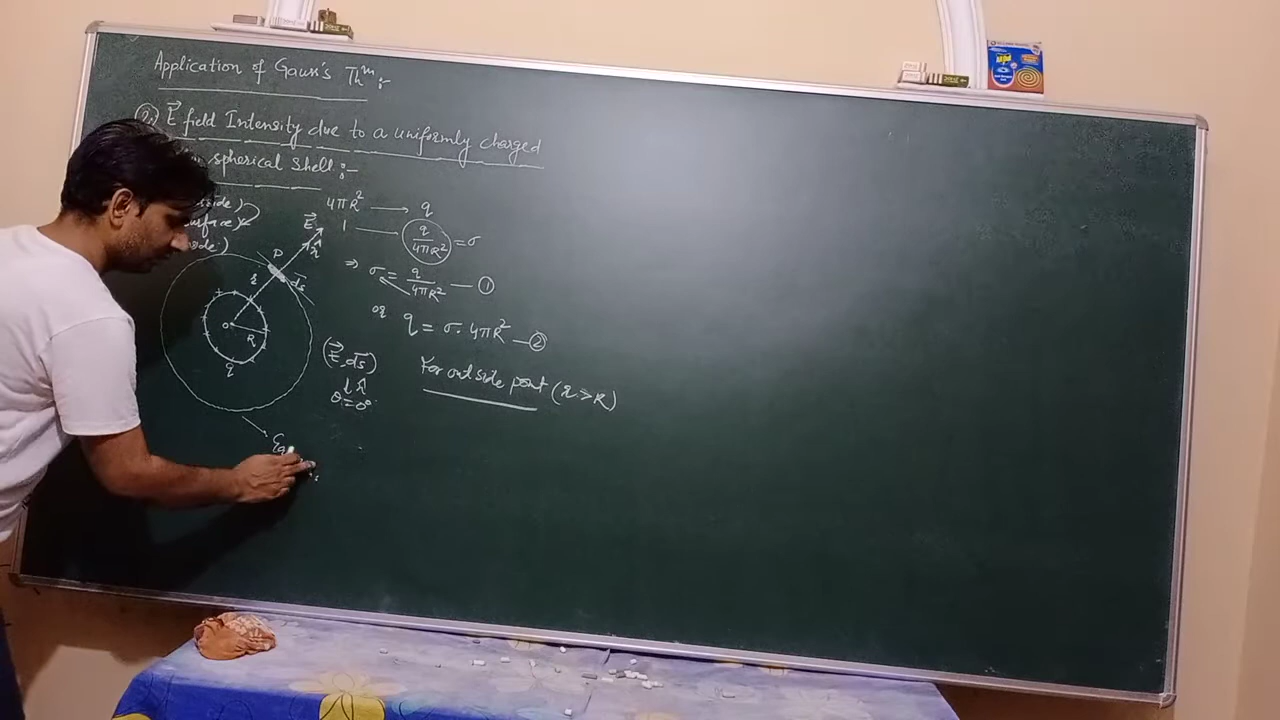 Application of Gauss's Thm:
② E⃗ field Intensity due to a uniformly charged
spherical shell:-
4πR² → q
1 — q/4πR² = σ
⇒ σ = q/4πR² — ①
or q = σ. 4πR² — ②
For outside point (r > R)
E⃗
r̂
P
r
ds⃗
O
R
q
(E⃗, ds⃗)
θ = 0°